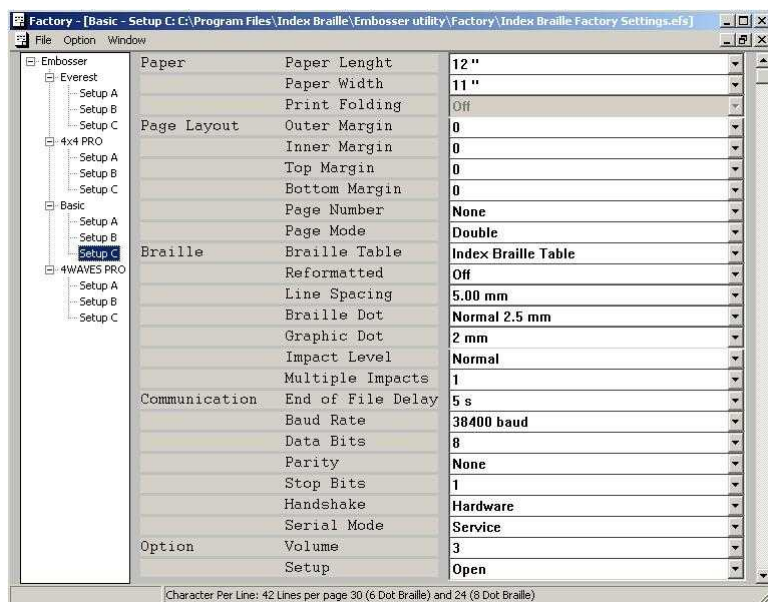 Factory - [Basic - Setup C: C:\Program Files\Index Braille\Embosser utility\Factory\Index Braille Factory Settings.efs]
File Option Window
Embosser
Everest
Setup A
Setup B
Setup C
4x4 PRO
Setup A
Setup B
Setup C
Basic
Setup A
Setup B
Setup C
4WAVES PRO
Setup A
Setup B
Setup C
Paper Paper Lenght 12 "
Paper Width 11 "
Print Folding Off
Page Layout Outer Margin 0
Inner Margin 0
Top Margin 0
Bottom Margin 0
Page Number None
Page Mode Double
Braille Braille Table Index Braille Table
Reformatted Off
Line Spacing 5.00 mm
Braille Dot Normal 2.5 mm
Graphic Dot 2 mm
Impact Level Normal
Multiple Impacts 1
Communication End of File Delay 5 s
Baud Rate 38400 baud
Data Bits 8
Parity None
Stop Bits 1
Handshake Hardware
Serial Mode Service
Option Volume 3
Setup Open
Character Per Line: 42 Lines per page 30 (6 Dot Braille) and 24 (8 Dot Braille)